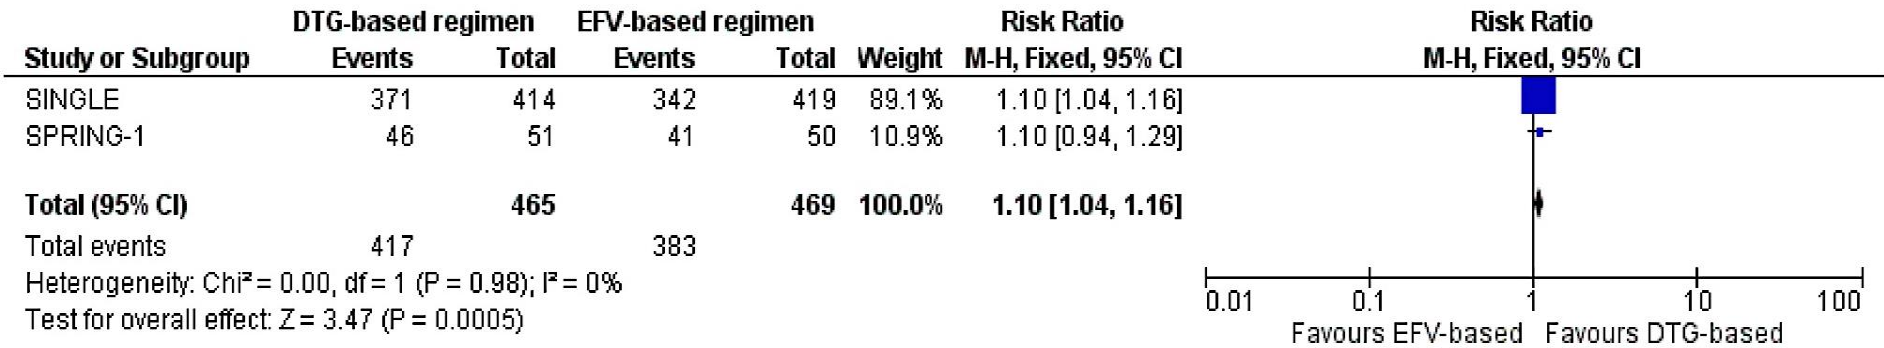 DTG-based regimen EFV-based regimen Risk Ratio Risk Ratio
Study or Subgroup Events Total Events Total Weight M-H, Fixed, 95% CI M-H, Fixed, 95% CI
SINGLE 371 414 342 419 89.1% 1.10 [1.04, 1.16]
SPRING-1 46 51 41 50 10.9% 1.10 [0.94, 1.29]
Total (95% CI) 465 469 100.0% 1.10 [1.04, 1.16]
Total events 417 383
Heterogeneity: Chi² = 0.00, df = 1 (P = 0.98); I² = 0%
Test for overall effect: Z = 3.47 (P = 0.0005)
0.01 0.1 1 10 100
Favours EFV-based Favours DTG-based